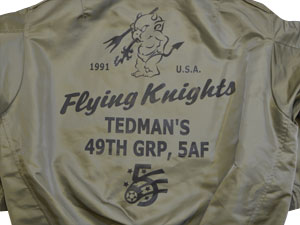 1991 U.S.A.
Flying Knights
TEDMAN'S
49TH GRP, 5AF
5